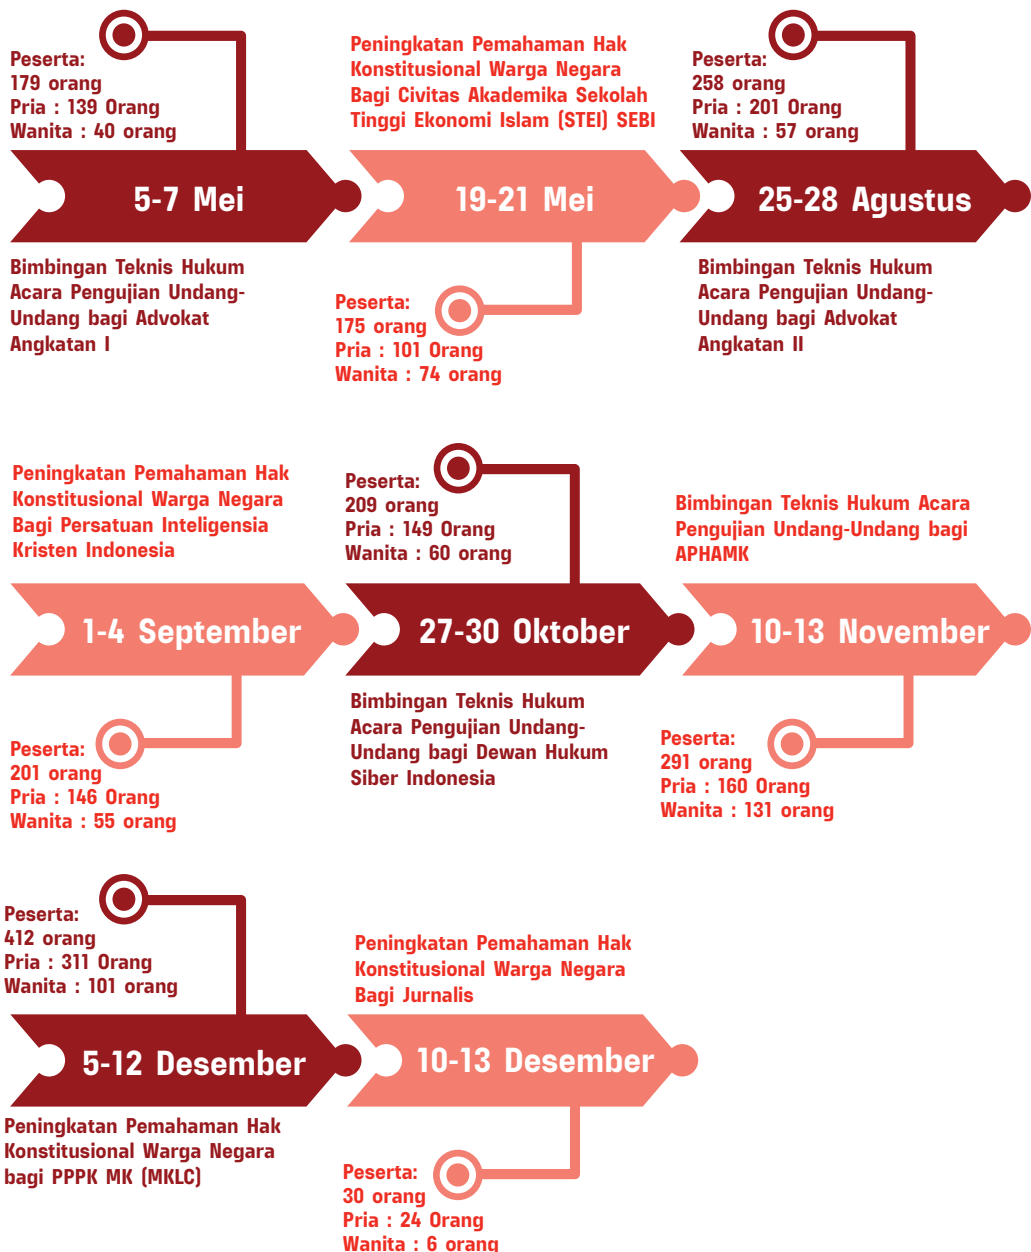 Peserta:
179 orang
Pria : 139 Orang
Wanita : 40 orang
5-7 Mei
Bimbingan Teknis Hukum
Acara Pengujian Undang-
Undang bagi Advokat
Angkatan I
Peningkatan Pemahaman Hak
Konstitusional Warga Negara
Bagi Civitas Akademika Sekolah
Tinggi Ekonomi Islam (STEI) SEBI
19-21 Mei
Peserta:
175 orang
Pria : 101 Orang
Wanita : 74 orang
Peserta:
258 orang
Pria : 201 Orang
Wanita : 57 orang
25-28 Agustus
Bimbingan Teknis Hukum
Acara Pengujian Undang-
Undang bagi Advokat
Angkatan II
Peningkatan Pemahaman Hak
Konstitusional Warga Negara
Bagi Persatuan Inteligensia
Kristen Indonesia
1-4 September
Peserta:
201 orang
Pria : 146 Orang
Wanita : 55 orang
Peserta:
209 orang
Pria : 149 Orang
Wanita : 60 orang
27-30 Oktober
Bimbingan Teknis Hukum
Acara Pengujian Undang-
Undang bagi Dewan Hukum
Siber Indonesia
Bimbingan Teknis Hukum Acara
Pengujian Undang-Undang bagi
APHAMK
10-13 November
Peserta:
291 orang
Pria : 160 Orang
Wanita : 131 orang
Peserta:
412 orang
Pria : 311 Orang
Wanita : 101 orang
5-12 Desember
Peningkatan Pemahaman Hak
Konstitusional Warga Negara
bagi PPPK MK (MKLC)
Peningkatan Pemahaman Hak
Konstitusional Warga Negara
Bagi Jurnalis
10-13 Desember
Peserta:
30 orang
Pria : 24 Orang
Wanita : 6 orang